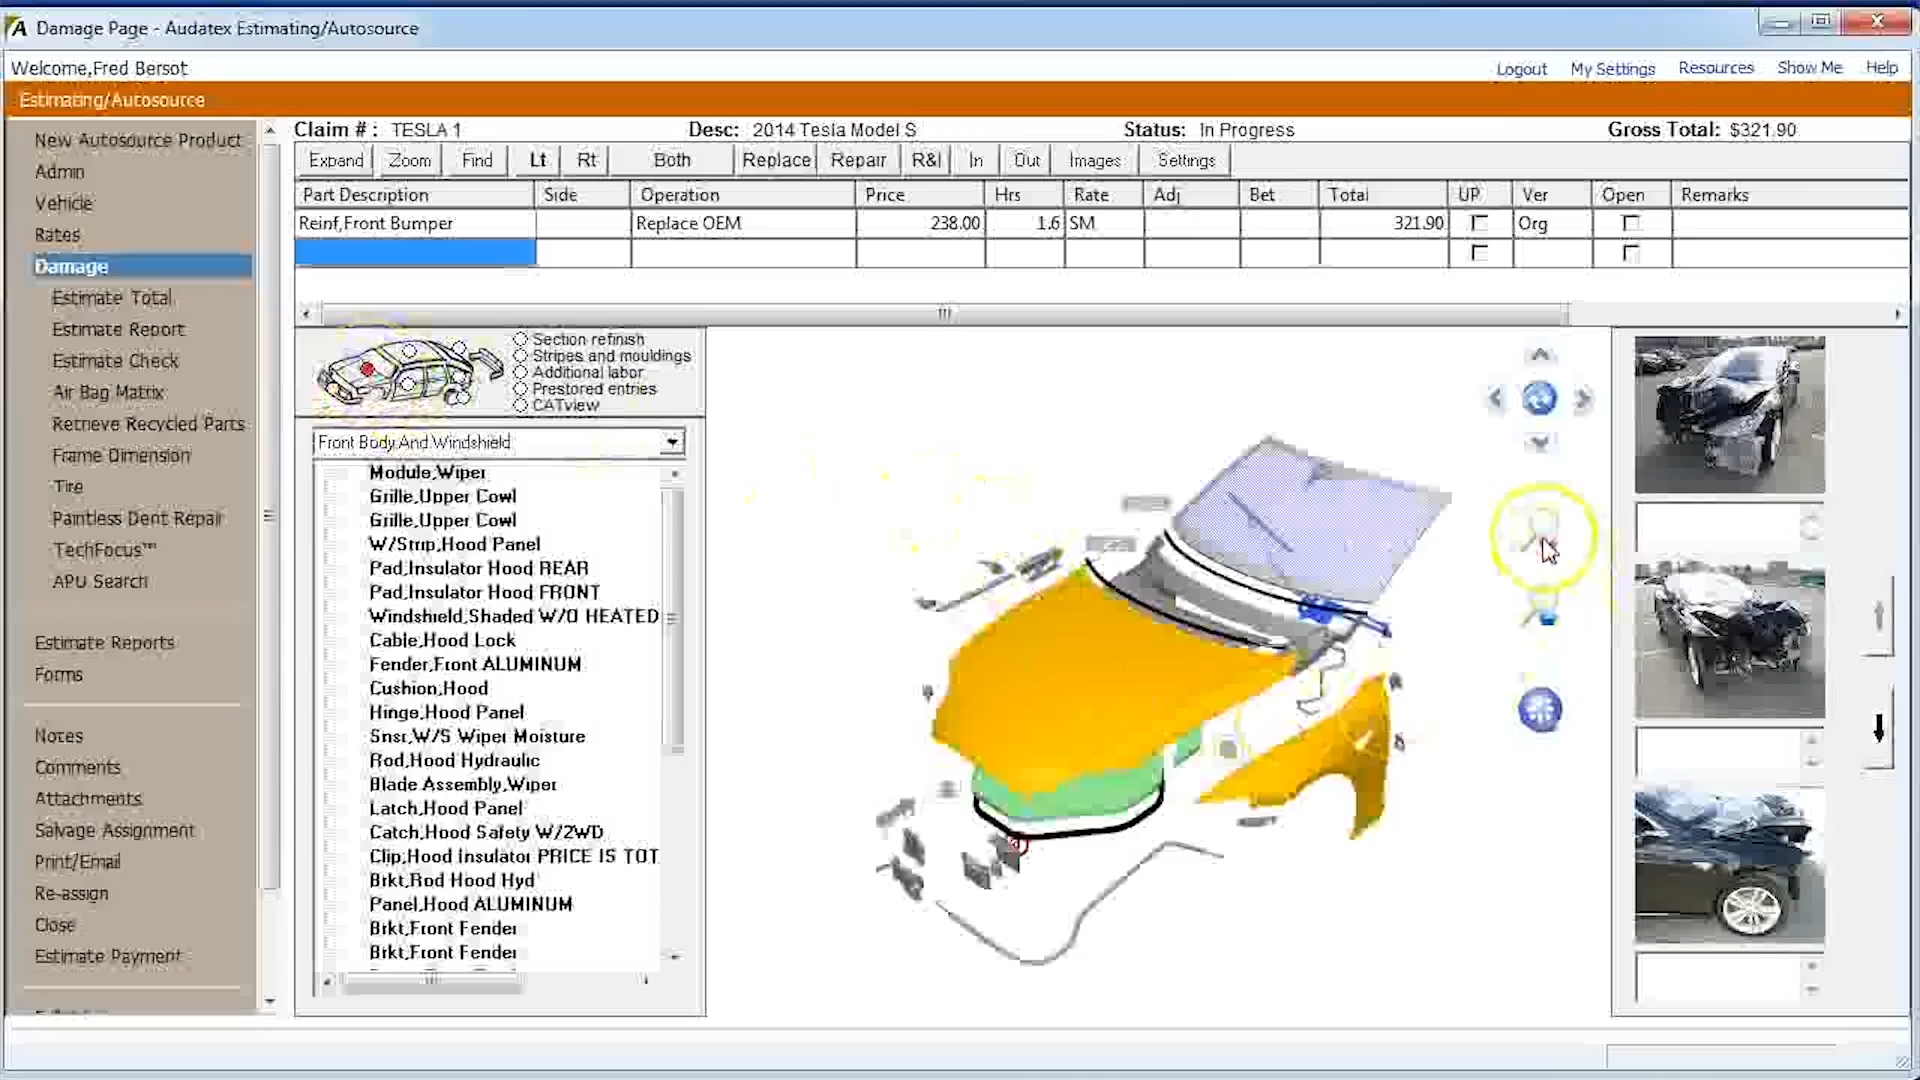 Damage Page - Audatex Estimating/Autosource
Welcome,Fred Bersot
Logout My Settings Resources Show Me Help
Estimating/Autosource
New Autosource Product
Admin
Vehicle
Rates
Damage
Estimate Total
Estimate Report
Estimate Check
Air Bag Matrix
Retrieve Recycled Parts
Frame Dimension
Tire
Paintless Dent Repair
TechFocus™
APU Search
Estimate Reports
Forms
Notes
Comments
Attachments
Salvage Assignment
Print/Email
Re-assign
Close
Estimate Payment
Claim # : TESLA 1 Desc: 2014 Tesla Model S Status: In Progress Gross Total: $321.90
Expand Zoom Find Lt Rt Both Replace Repair R&I In Out Images Settings
Part Description Side Operation Price Hrs Rate Adj Bet Total UP Ver Open Remarks
Reinf,Front Bumper Replace OEM 238.00 1.6 SM 321.90 Org
Section refinish
Stripes and mouldings
Additional labor
Prestored entries
CATview
Front Body And Windshield
Module,Wiper
Grille,Upper Cowl
Grille,Upper Cowl
W/Strip,Hood Panel
Pad,Insulator Hood REAR
Pad,Insulator Hood FRONT
Windshield,Shaded W/O HEATED
Cable,Hood Lock
Fender,Front ALUMINUM
Cushion,Hood
Hinge,Hood Panel
Snsr,W/S Wiper Moisture
Rod,Hood Hydraulic
Blade Assembly,Wiper
Latch,Hood Panel
Catch,Hood Safety W/2WD
Clip,Hood Insulator PRICE IS TOT
Brkt,Rod Hood Hyd
Panel,Hood ALUMINUM
Brkt,Front Fender
Brkt,Front Fender